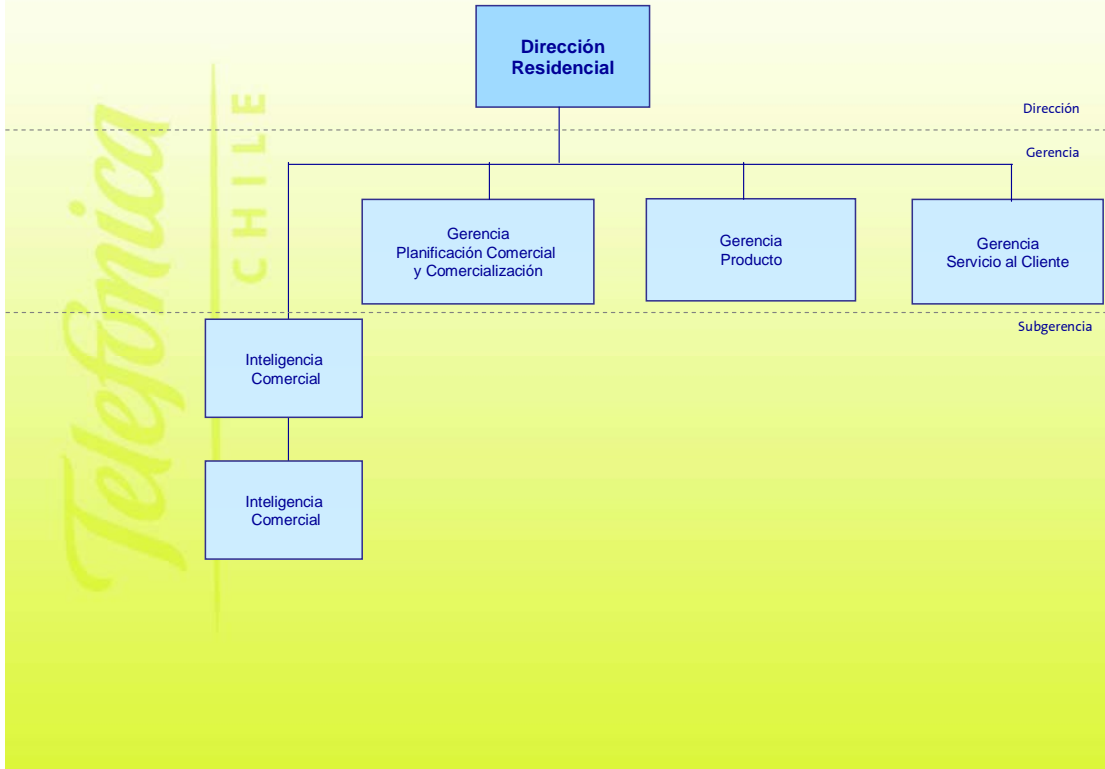 Dirección
Residencial
Dirección
Gerencia
Gerencia
Planificación Comercial
y Comercialización
Gerencia
Producto
Gerencia
Servicio al Cliente
Subgerencia
Inteligencia
Comercial
Inteligencia
Comercial
Telefónica
CHILE